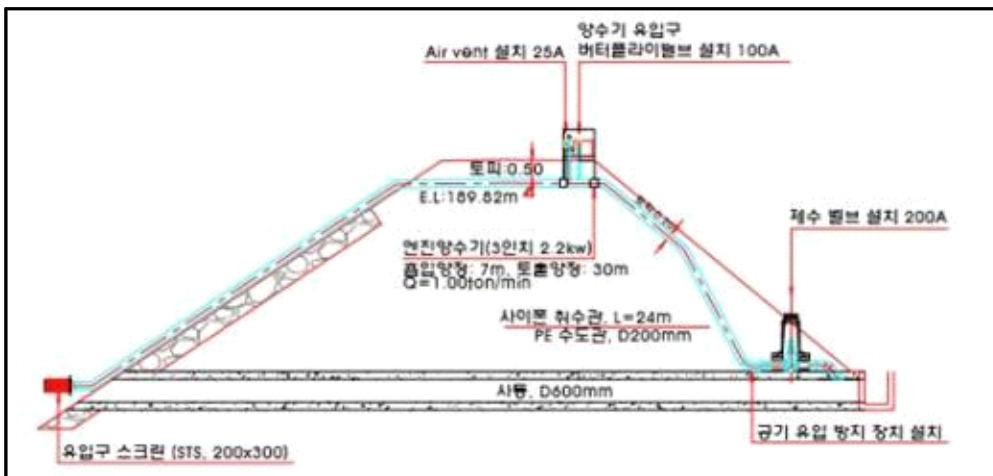 양수기 유입구
Air vent 설치 25A
버터플라이밸브 설치 100A
토피:0.50
E.L:189.82m
제수 밸브 설치 200A
엔진양수기(3인치 2.2kw)
흡입양정: 7m, 토출양정: 30m
Q=1.00ton/min
사이폰 취수관, L=24m
PE 수도관, D200mm
사통, D600mm
공기 유입 방지 장치 설치
유입구 스크린 (STS, 200x300)